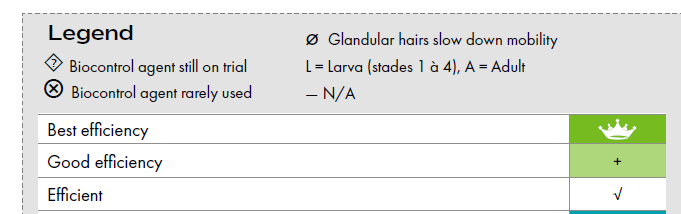 Legend
Biocontrol agent still on trial
Biocontrol agent rarely used
Ø Glandular hairs slow down mobility
L = Larva (stades 1 à 4), A = Adult
— N/A
Best efficiency
Good efficiency +
Efficient √